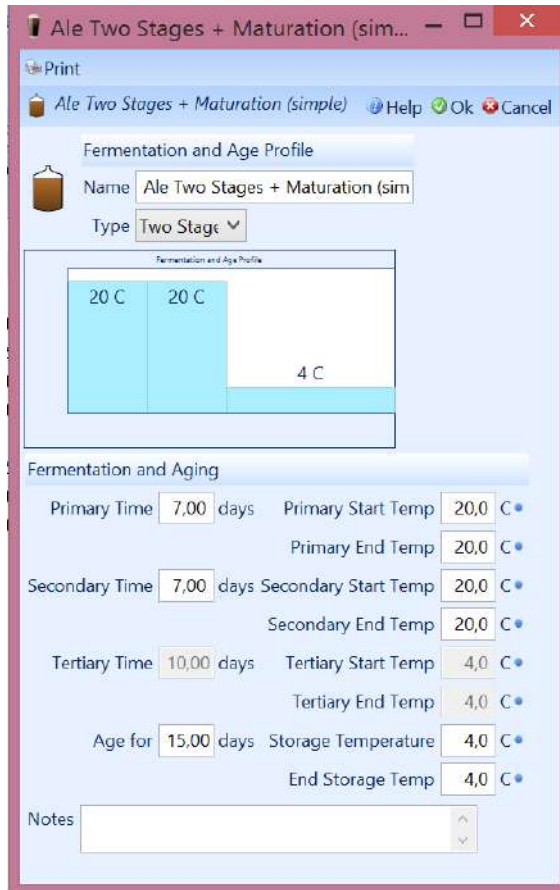 Ale Two Stages + Maturation (sim...
Print
Ale Two Stages + Maturation (simple) Help Ok Cancel
Fermentation and Age Profile
Name Ale Two Stages + Maturation (sim
Type Two Stage
Fermentation and Age Profile
20 C 20 C
4 C
Fermentation and Aging
Primary Time 7,00 days Primary Start Temp 20,0 C
Primary End Temp 20,0 C
Secondary Time 7,00 days Secondary Start Temp 20,0 C
Secondary End Temp 20,0 C
Tertiary Time 10,00 days Tertiary Start Temp 4,0 C
Tertiary End Temp 4,0 C
Age for 15,00 days Storage Temperature 4,0 C
End Storage Temp 4,0 C
Notes